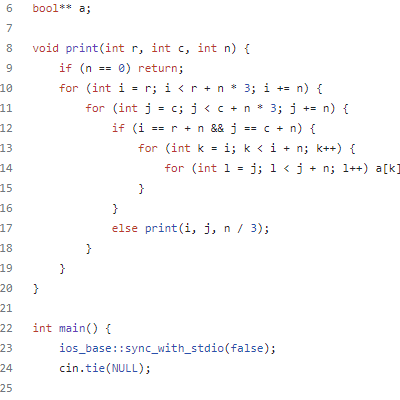 6 bool** a;
7
8 void print(int r, int c, int n) {
9     if (n == 0) return;
10     for (int i = r; i < r + n * 3; i += n) {
11         for (int j = c; j < c + n * 3; j += n) {
12             if (i == r + n && j == c + n) {
13                 for (int k = i; k < i + n; k++) {
14                     for (int l = j; l < j + n; l++) a[k]
15                 }
16             }
17             else print(i, j, n / 3);
18         }
19     }
20 }
21
22 int main() {
23     ios_base::sync_with_stdio(false);
24     cin.tie(NULL);
25